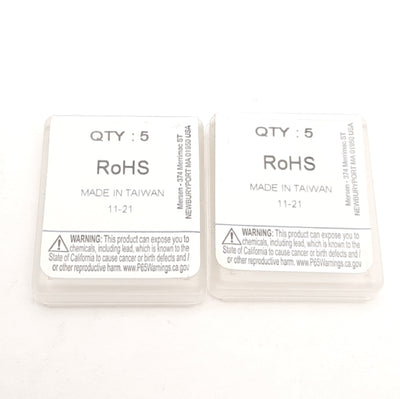 QTY : 5
RoHS
MADE IN TAIWAN
11-21
Mersen - 374 Merrimac ST
NEWBURYPORT MA 01950 USA
WARNING: This product can expose you to
chemicals, including lead, which is known to the
State of California to cause cancer or birth defects and /
or other reproductive harm. www.P65Warnings.ca.gov
QTY : 5
RoHS
MADE IN TAIWAN
11-21
Mersen - 374 Merrimac ST
NEWBURYPORT MA 01950 USA
WARNING: This product can expose you to
chemicals, including lead, which is known to the
State of California to cause cancer or birth defects and /
or other reproductive harm. www.P65Warnings.ca.gov